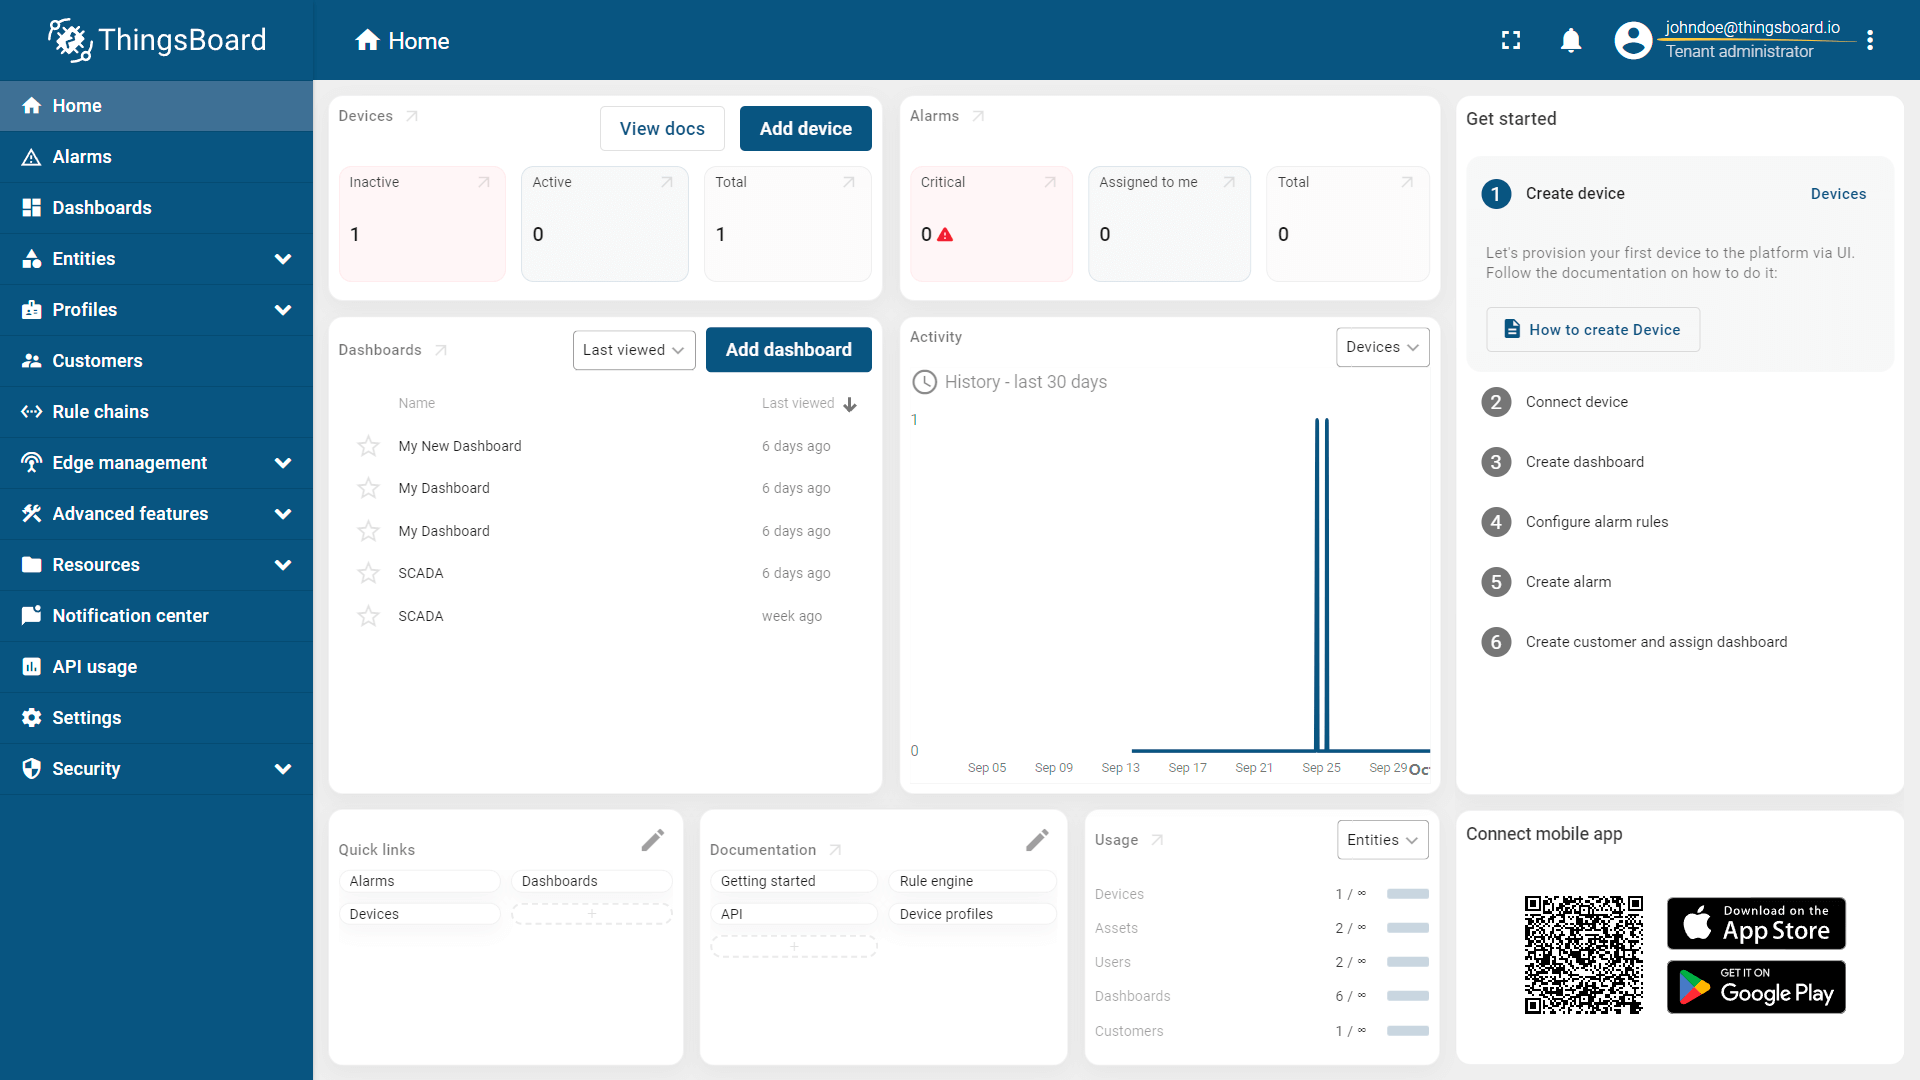 ThingsBoard
Home
johndoe@thingsboard.io
Tenant administrator
Home
Alarms
Dashboards
Entities
Profiles
Customers
Rule chains
Edge management
Advanced features
Resources
Notification center
API usage
Settings
Security
Devices
View docs
Add device
Inactive
1
Active
0
Total
1
Alarms
Critical
0
Assigned to me
0
Total
0
Dashboards
Last viewed
Add dashboard
Name
Last viewed
My New Dashboard
6 days ago
My Dashboard
6 days ago
My Dashboard
6 days ago
SCADA
6 days ago
SCADA
week ago
Activity
Devices
History - last 30 days
1
0
Sep 05
Sep 09
Sep 13
Sep 17
Sep 21
Sep 25
Sep 29
Get started
1
Create device
Devices
Let's provision your first device to the platform via UI.
Follow the documentation on how to do it:
How to create Device
2
Connect device
3
Create dashboard
4
Configure alarm rules
5
Create alarm
6
Create customer and assign dashboard
Quick links
Alarms
Dashboards
Devices
+
Documentation
Getting started
Rule engine
API
Device profiles
+
Usage
Entities
Devices
1 / ∞
Assets
2 / ∞
Users
2 / ∞
Dashboards
6 / ∞
Customers
1 / ∞
Connect mobile app
Download on the
App Store
GET IT ON
Google Play